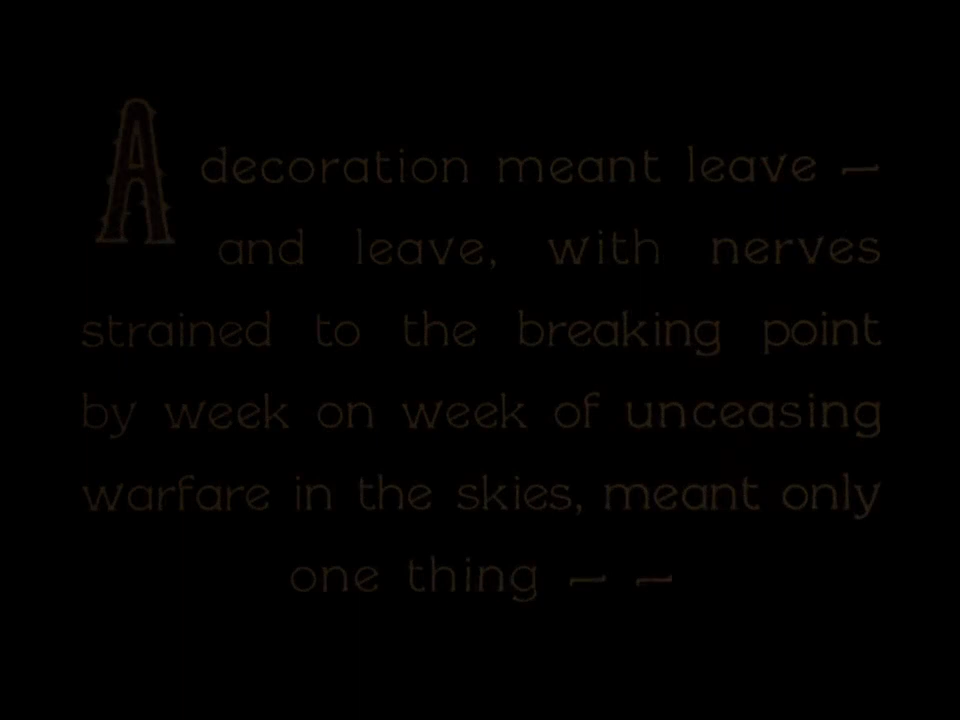 A decoration meant leave —
and leave, with nerves
strained to the breaking point
by week on week of unceasing
warfare in the skies, meant only
one thing — —